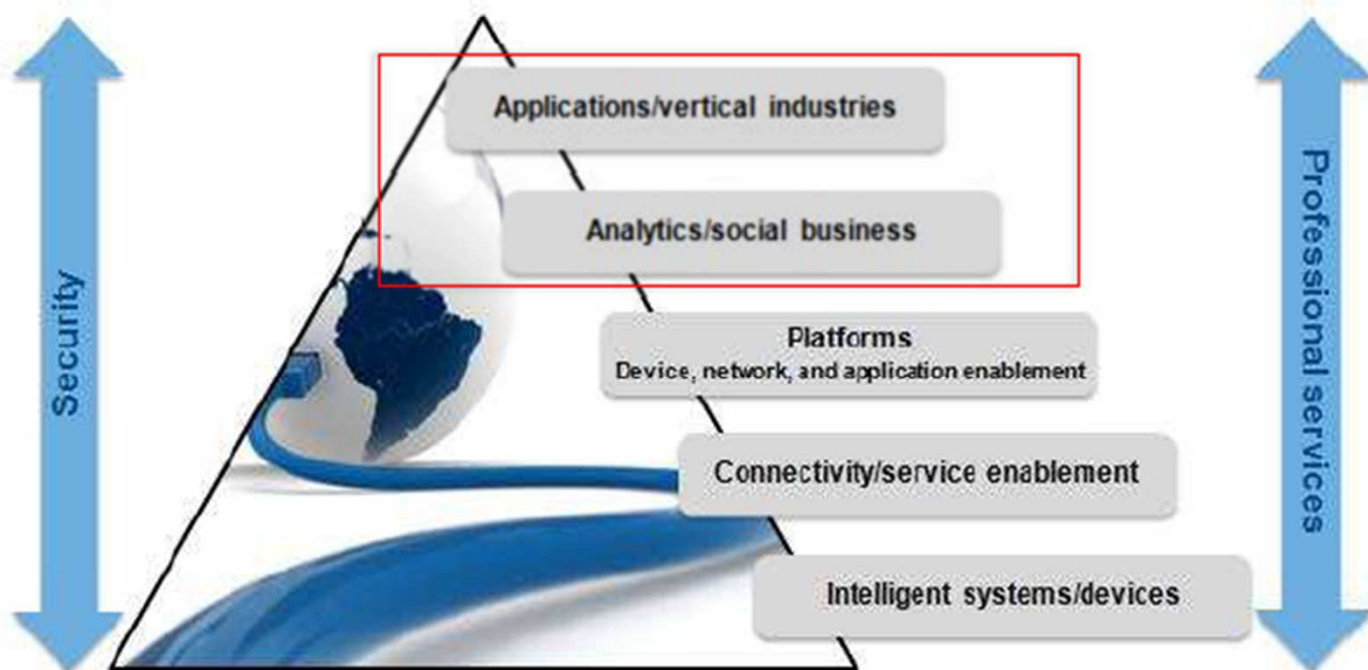 Applications/vertical industries
Analytics/social business
Platforms
Device, network, and application enablement
Connectivity/service enablement
Intelligent systems/devices
Security
Professional services